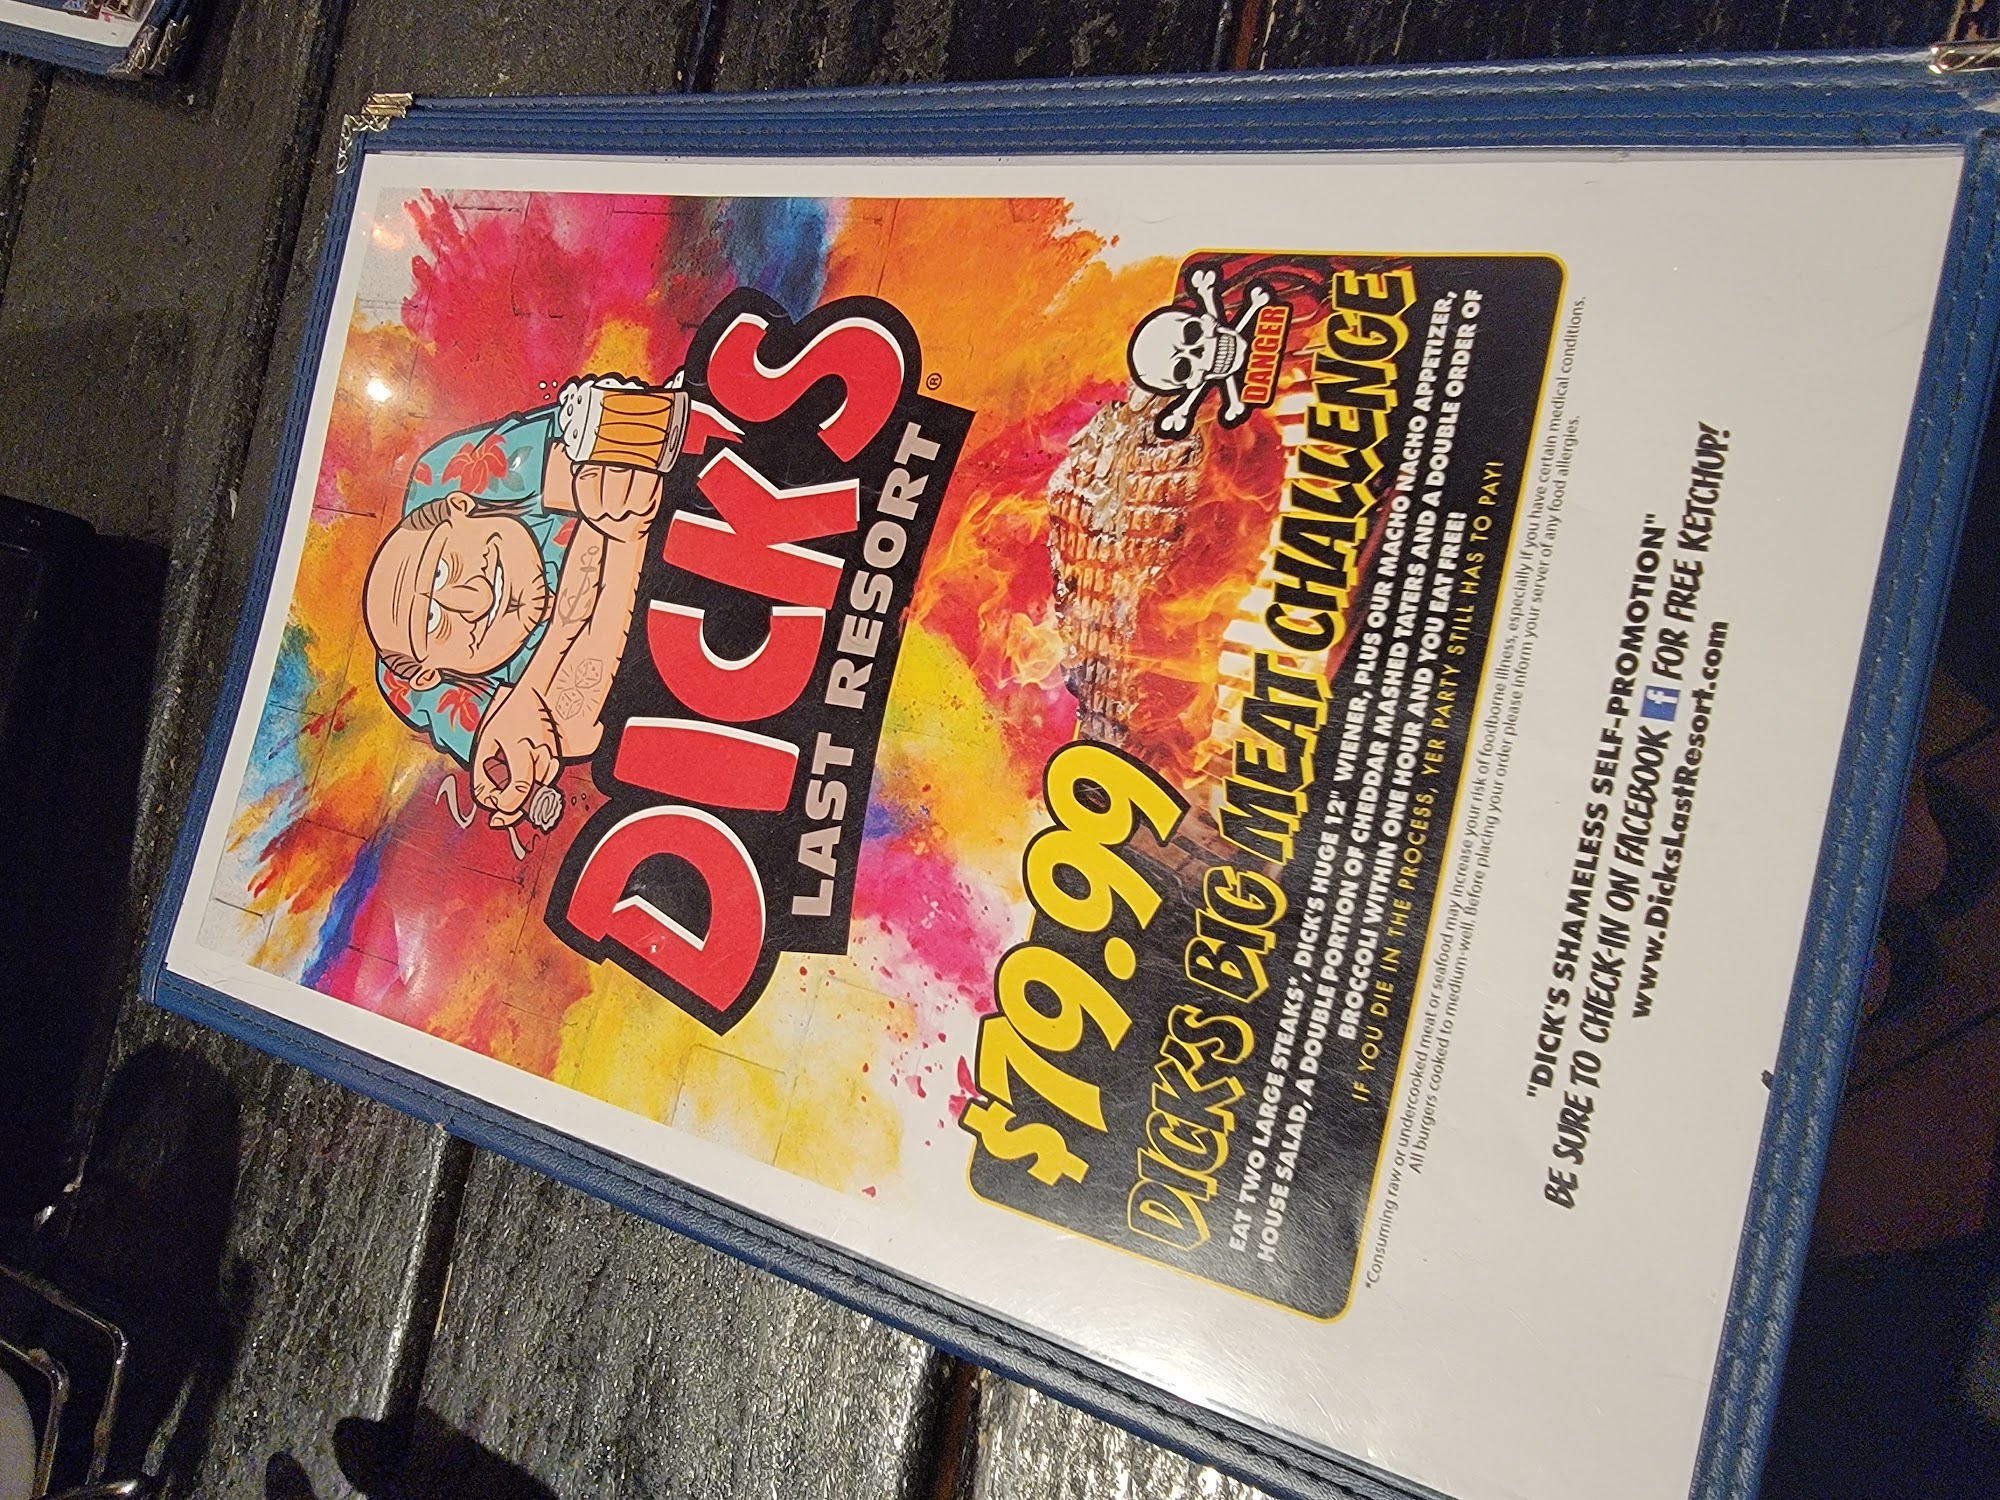 DICK'S
LAST RESORT®
$79.99
DANGER
DICK'S BIG MEAT CHALLENGE
EAT TWO LARGE STEAKS*, DICK'S HUGE 12" WIENER, PLUS OUR MACHO NACHO APPETIZER,
HOUSE SALAD, A DOUBLE PORTION OF CHEDDAR MASHED TATERS AND A DOUBLE ORDER OF
BROCCOLI WITHIN ONE HOUR AND YOU EAT FREE!
IF YOU DIE IN THE PROCESS, YER PARTY STILL HAS TO PAY!
*Consuming raw or undercooked meat or seafood may increase your risk of foodborne illness, especially if you have certain medical conditions.
All burgers cooked to medium-well. Before placing your order please inform your server of any food allergies.
"DICK'S SHAMELESS SELF-PROMOTION"
BE SURE TO CHECK-IN ON FACEBOOK f FOR FREE KETCHUP!
www.DicksLastResort.com